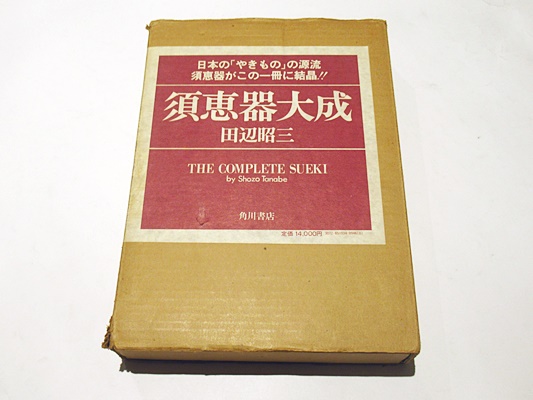 日本の「やきもの」の源流
須恵器がこの一冊に結晶!!
須恵器大成
田辺昭三
THE COMPLETE SUEKI
by Shozo Tanabe
角川書店
定価 14,000円